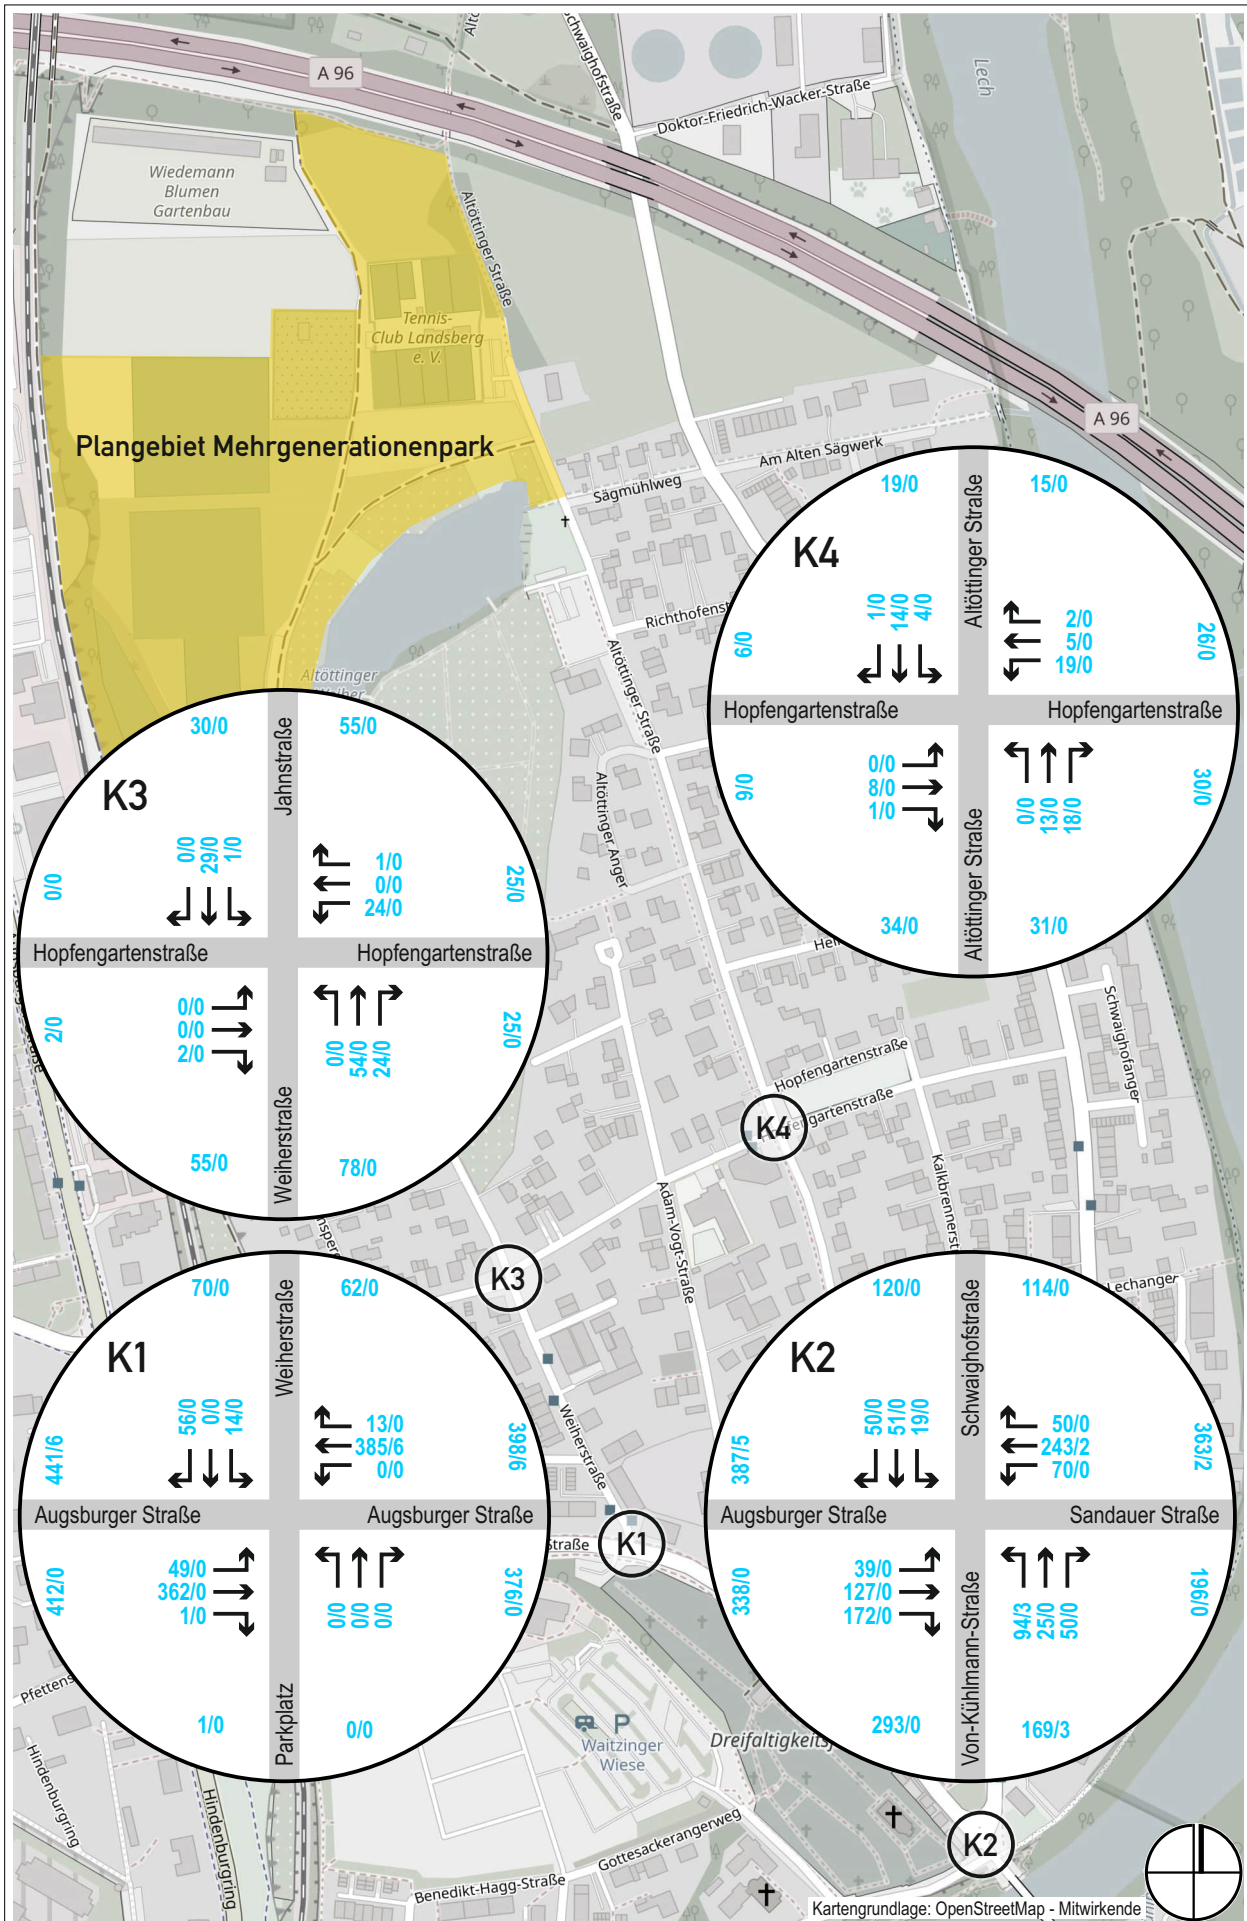 A 96
Schwaighofstraße
Doktor-Friedrich-Wacker-Straße
Lech
Wiedemann
Blumen
Gartenbau
Altöttinger Straße
Tennis-
Club Landsberg
e. V.
A 96
Plangebiet Mehrgenerationenpark
Am Alten Sägwerk
Sägmühlweg
Altöttinger
Altöttinger Straße
Altöttinger Anger
K4
19/0
15/0
Altöttinger Straße
1/0
14/0
4/0
2/0
5/0
19/0
6/0
26/0
Hopfengartenstraße
Hopfengartenstraße
0/0
8/0
1/0
0/0
13/0
18/0
9/0
30/0
34/0
Altöttinger Straße
31/0
K3
30/0
55/0
Jahnstraße
0/0
29/0
1/0
1/0
0/0
24/0
0/0
25/0
Hopfengartenstraße
Hopfengartenstraße
0/0
0/0
2/0
0/0
54/0
24/0
2/0
25/0
55/0
Weiherstraße
78/0
Schwaighofanger
Hopfengartenstraße
K4
Kalkbrennerst
Adam-Vogt-Straße
K3
Lechanger
Weiherstraße
K1
70/0
62/0
Weiherstraße
56/0
0/0
14/0
13/0
385/6
0/0
441/6
398/6
Augsburger Straße
Augsburger Straße
49/0
362/0
1/0
0/0
0/0
0/0
412/0
376/0
1/0
Parkplatz
0/0
K1
K2
120/0
114/0
Schwaighofstraße
50/0
51/0
19/0
50/0
243/2
70/0
387/5
363/2
Augsburger Straße
Sandauer Straße
39/0
127/0
172/0
94/3
25/0
50/0
338/0
196/0
293/0
Von-Kühlmann-Straße
169/3
Hindenburgring
Hindenburgring
P
Waitzinger
Wiese
Gottesackerangerweg
Benedikt-Hagg-Straße
K2
Kartengrundlage: OpenStreetMap - Mitwirkende